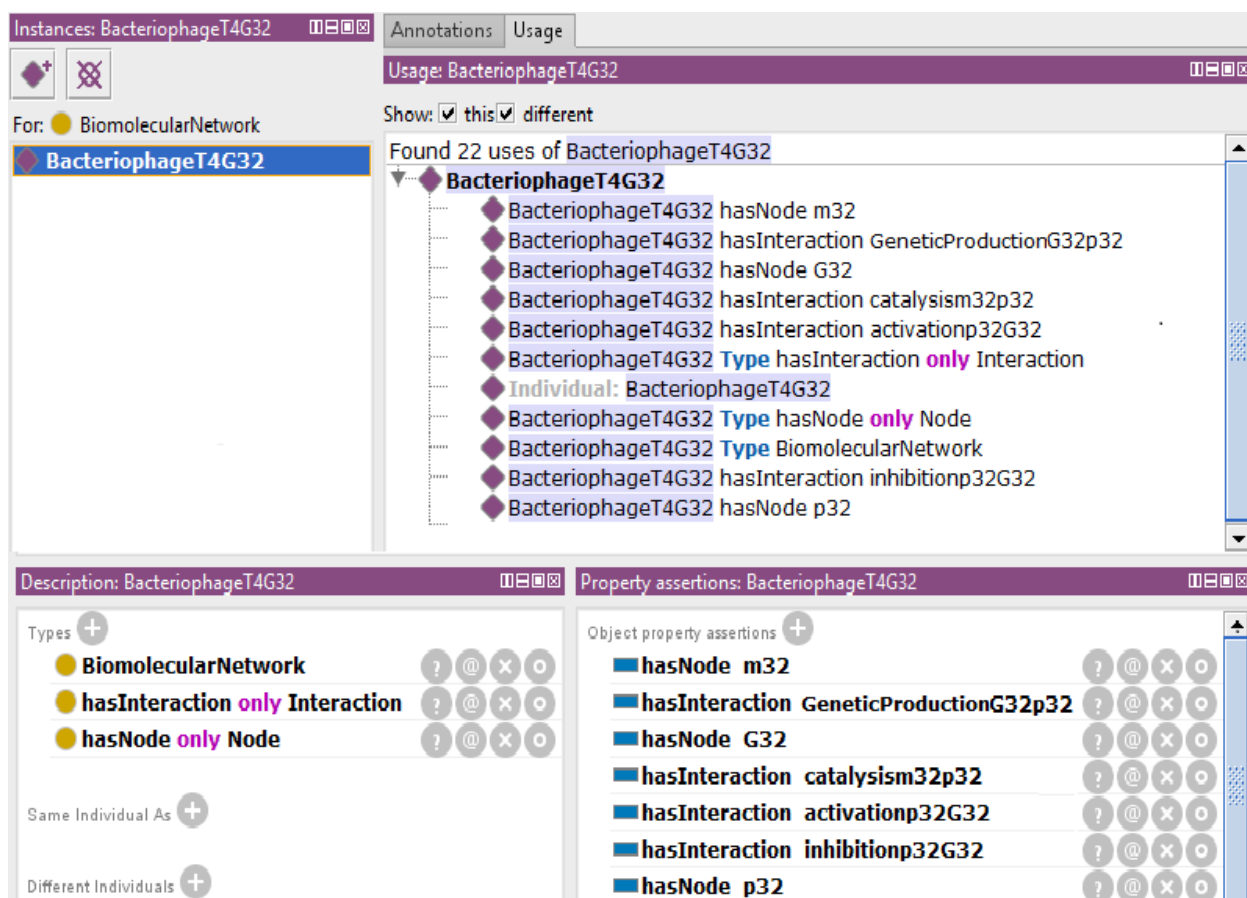 Instances: BacteriophageT4G32
For: BiomolecularNetwork
BacteriophageT4G32
Annotations Usage
Usage: BacteriophageT4G32
Show: this different
Found 22 uses of BacteriophageT4G32
BacteriophageT4G32
BacteriophageT4G32 hasNode m32
BacteriophageT4G32 hasInteraction GeneticProductionG32p32
BacteriophageT4G32 hasNode G32
BacteriophageT4G32 hasInteraction catalysism32p32
BacteriophageT4G32 hasInteraction activationp32G32
BacteriophageT4G32 Type hasInteraction only Interaction
Individual: BacteriophageT4G32
BacteriophageT4G32 Type hasNode only Node
BacteriophageT4G32 Type BiomolecularNetwork
BacteriophageT4G32 hasInteraction inhibitionp32G32
BacteriophageT4G32 hasNode p32
Description: BacteriophageT4G32
Types +
BiomolecularNetwork ? @ X O
hasInteraction only Interaction ? @ X O
hasNode only Node ? @ X O
Same Individual As +
Different Individuals +
Property assertions: BacteriophageT4G32
Object property assertions +
hasNode m32 ? @ X O
hasInteraction GeneticProductionG32p32 ? @ X O
hasNode G32 ? @ X O
hasInteraction catalysism32p32 ? @ X O
hasInteraction activationp32G32 ? @ X O
hasInteraction inhibitionp32G32 ? @ X O
hasNode p32 ? @ X O